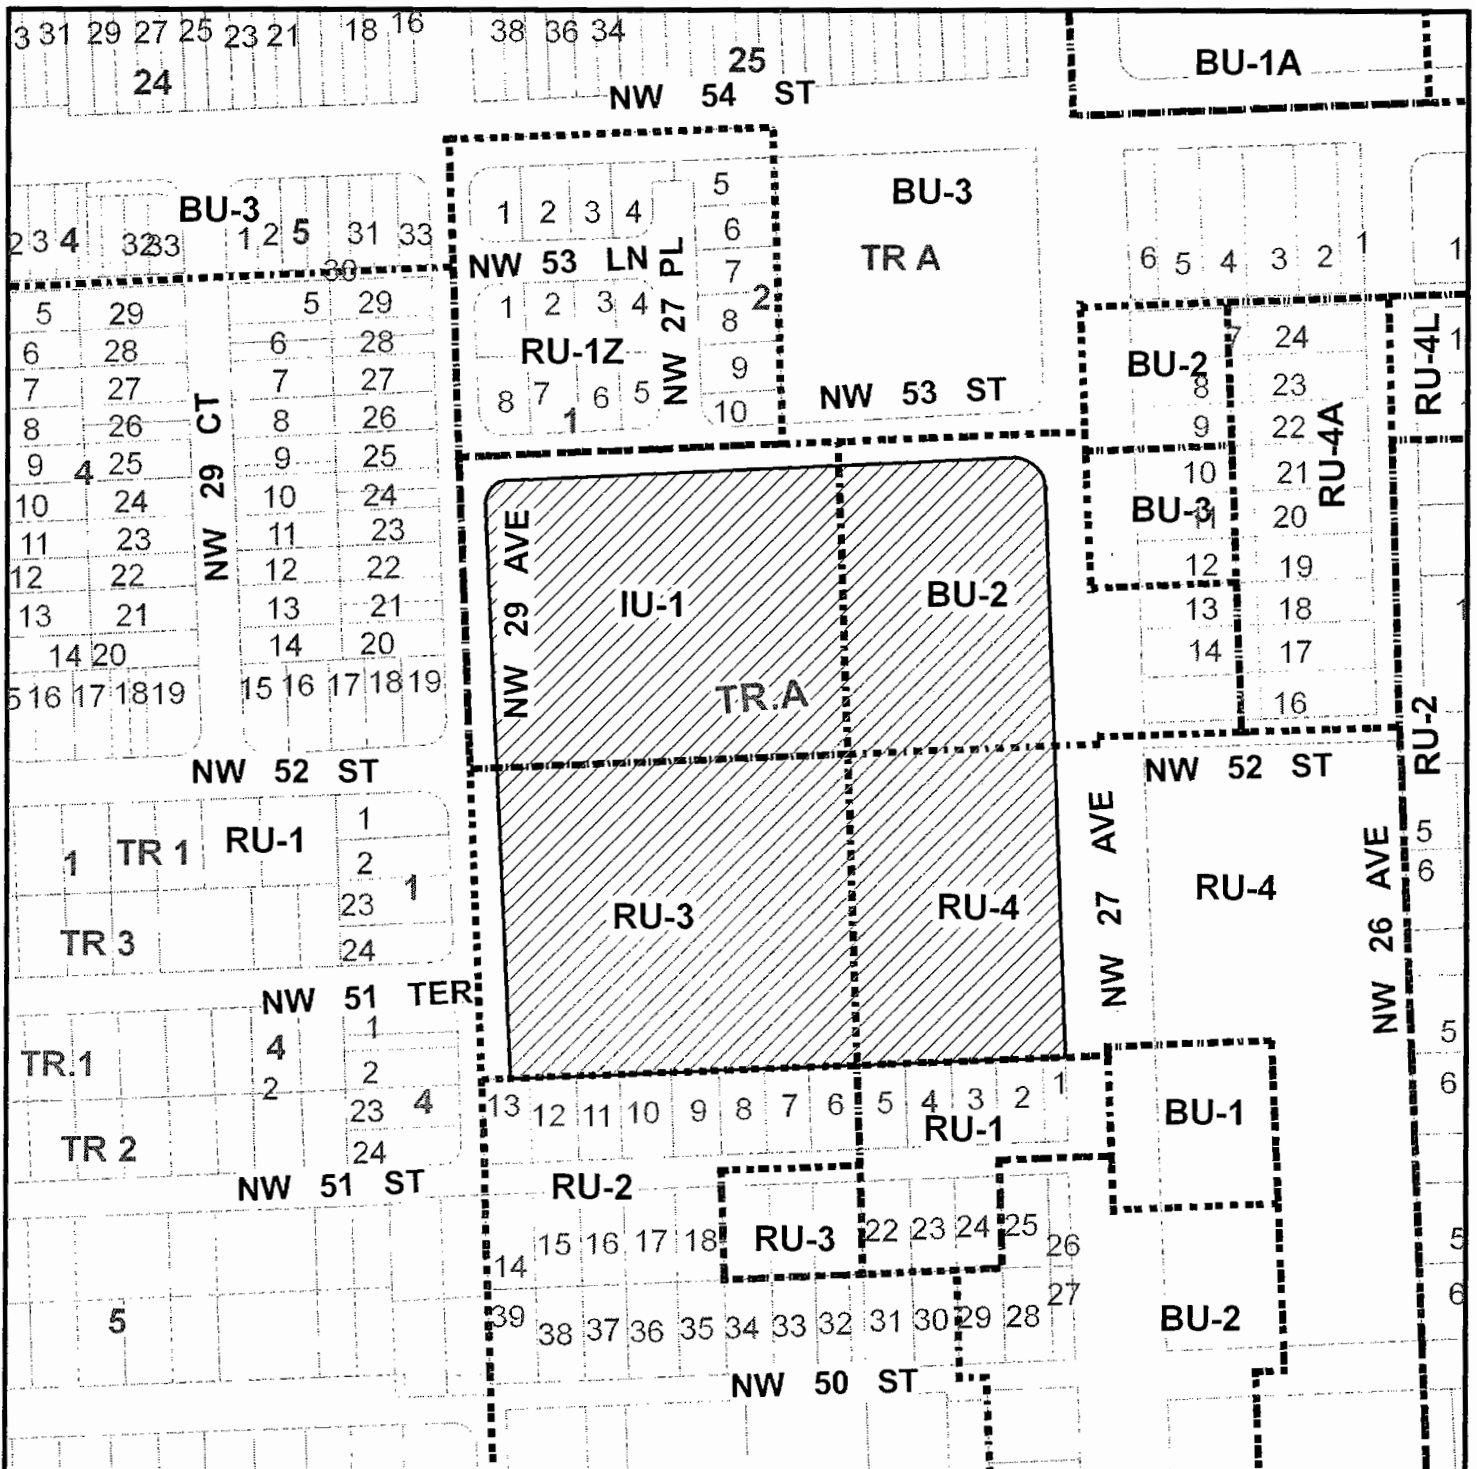 3 31 29 27 25 23 21 18 16 38 36 34
24 25 BU-1A
NW 54 ST
BU-3 BU-3
2 3 4 32 33 1 2 5 31 33
30
1 2 3 4 5
6
7
8
9
10
2
NW 53 LN
NW 27 PL
1 2 3 4
RU-1Z
8 7 6 5
1
TR A
NW 53 ST
6 5 4 3 2 1 1
5 29 5 29
6 28 6 28
7 27 7 27
8 26 8 26
9 4 25 9 25
10 24 10 24
11 23 11 23
12 22 12 22
13 21 13 21
14 20 14 20
5 16 17 18 19 15 16 17 18 19
NW 29 CT
NW 29 AVE
IU-1 BU-2
TR.A
RU-3 RU-4
BU-2
7 24
8 23
9 22
10 21
BU-3
11 20
12 19
13 18
14 17
16
RU-4A
RU-4L
1
1
RU-2
NW 52 ST NW 52 ST
1 TR 1 RU-1 1
2
1
23
TR 3 24
NW 27 AVE
RU-4
NW 26 AVE
5
6
NW 51 TER
TR.1 4 1
2 2
23 4
TR 2 24
NW 51 ST
13 12 11 10 9 8 7 6 5 4 3 2 1
RU-1
BU-1
5
6
RU-2
14 15 16 17 18 RU-3 22 23 24 25 26
27
39 38 37 36 35 34 33 32 31 30 29 28
5
BU-2
5
6
NW 50 ST